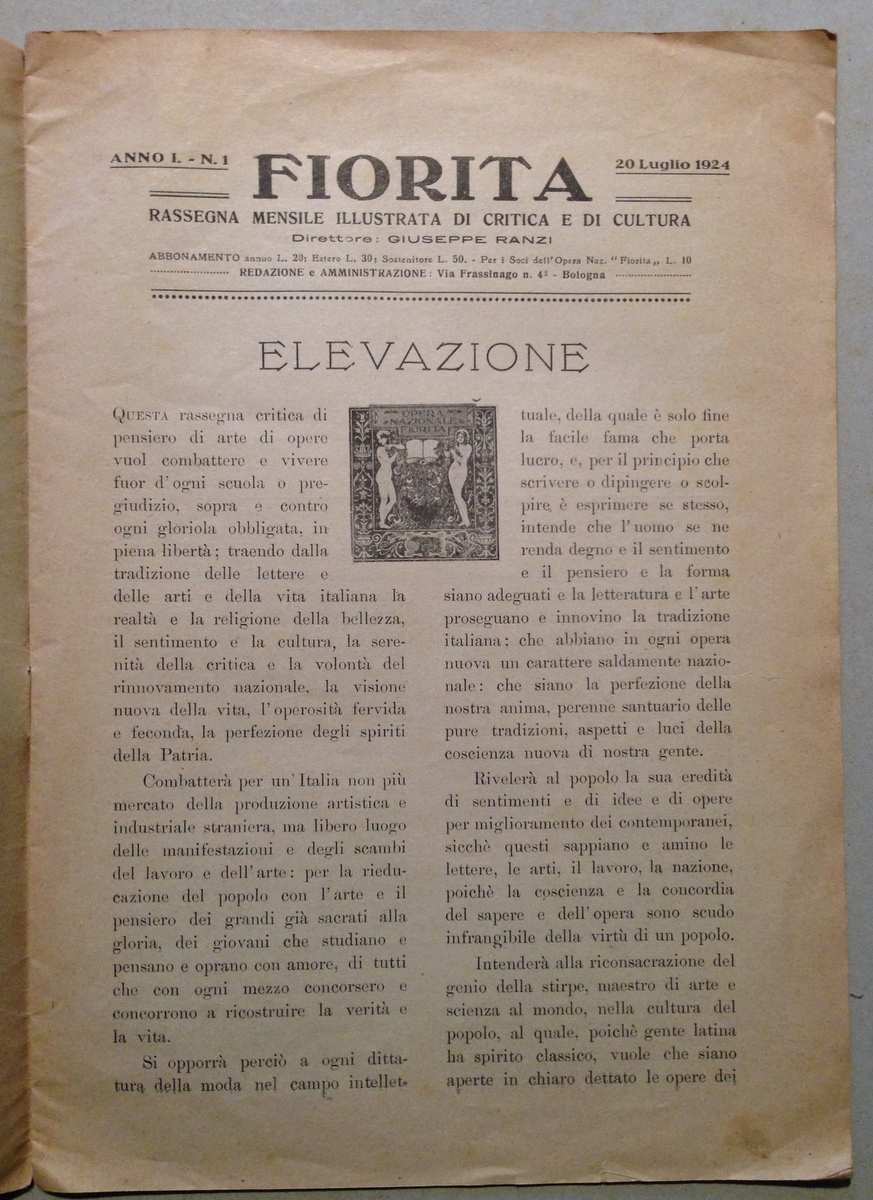 ANNO I. - N. 1
FIORITA
20 Luglio 1924
RASSEGNA MENSILE ILLUSTRATA DI CRITICA E DI CULTURA
Direttore: GIUSEPPE RANZI
ABBONAMENTO annuo L. 20; Estero L. 30; Sostenitore L. 50. - Per i Soci dell'Opera Naz. "Fiorita„ L. 10
REDAZIONE e AMMINISTRAZIONE: Via Frassinago n. 4ª - Bologna
ELEVAZIONE
QUESTA rassegna critica di
pensiero di arte di opere
vuol combattere e vivere
fuor d'ogni scuola o pre-
giudizio, sopra e contro
ogni gloriola obbligata, in
piena libertà; traendo dalla
tradizione delle lettere e
delle arti e della vita italiana la
realtà e la religione della bellezza,
il sentimento e la cultura, la sere-
nità della critica e la volontà del
rinnovamento nazionale, la visione
nuova della vita, l'operosità fervida
e feconda, la perfezione degli spiriti
della Patria.
Combatterà per un'Italia non più
mercato della produzione artistica e
industriale straniera, ma libero luogo
delle manifestazioni e degli scambi
del lavoro e dell'arte: per la riedu-
cazione del popolo con l'arte e il
pensiero dei grandi già sacrati alla
gloria, dei giovani che studiano e
pensano e oprano con amore, di tutti
che con ogni mezzo concorsero e
concorrono a ricostruire la verità e
la vita.
Si opporrà perciò a ogni ditta-
tura della moda nel campo intellet-
OPERA
NAZIONALE
FIORITA
tuale, della quale è solo fine
la facile fama che porta
lucro, e, per il principio che
scrivere o dipingere o scol-
pire è esprimere se stesso,
intende che l'uomo se ne
renda degno e il sentimento
e il pensiero e la forma
siano adeguati e la letteratura e l'arte
proseguano e innovino la tradizione
italiana; che abbiano in ogni opera
nuova un carattere saldamente nazio-
nale: che siano la perfezione della
nostra anima, perenne santuario delle
pure tradizioni, aspetti e luci della
coscienza nuova di nostra gente.
Rivelerà al popolo la sua eredità
di sentimenti e di idee e di opere
per miglioramento dei contemporanei,
sicchè questi sappiano e amino le
lettere, le arti, il lavoro, la nazione,
poichè la coscienza e la concordia
del sapere e dell'opera sono scudo
infrangibile della virtù di un popolo.
Intenderà alla riconsacrazione del
genio della stirpe, maestro di arte e
scienza al mondo, nella cultura del
popolo, al quale, poichè gente latina
ha spirito classico, vuole che siano
aperte in chiaro dettato le opere dei